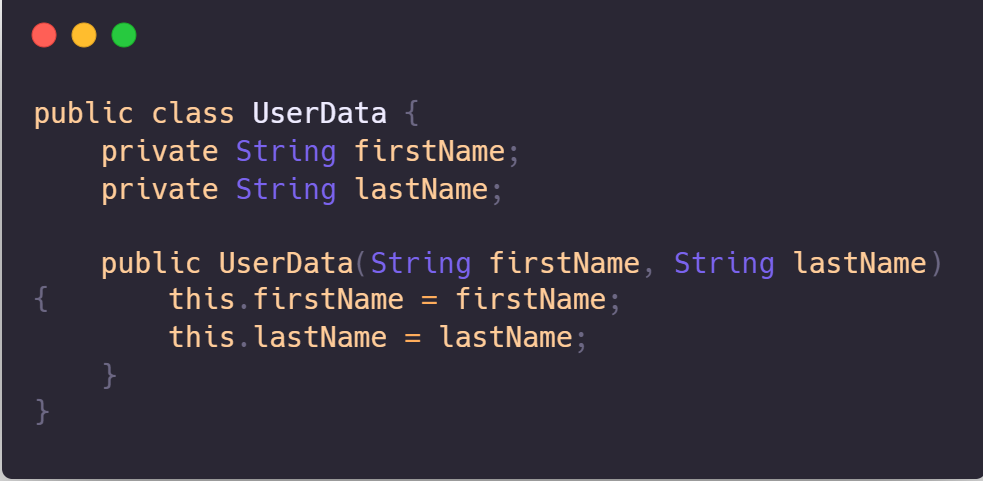 public class UserData {
    private String firstName;
    private String lastName;

    public UserData(String firstName, String lastName)
{       this.firstName = firstName;
        this.lastName = lastName;
    }
}